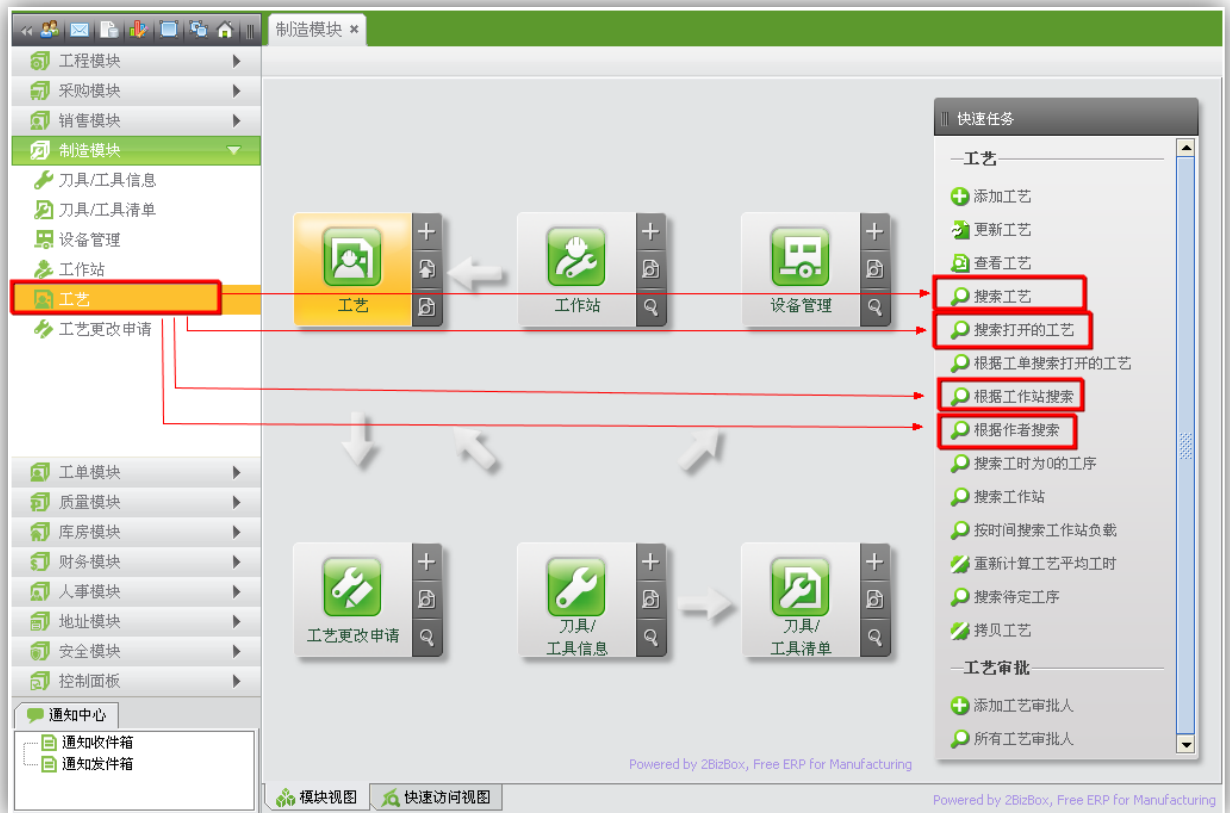 制造模块
工程模块
采购模块
销售模块
制造模块
刀具/工具信息
刀具/工具清单
设备管理
工作站
工艺
工艺更改申请
工单模块
质量模块
库房模块
财务模块
人事模块
地址模块
安全模块
控制面板
通知中心
通知收件箱
通知发件箱
工艺
工作站
设备管理
工艺更改申请
刀具/
工具信息
刀具/
工具清单
快速任务
工艺
添加工艺
更新工艺
查看工艺
搜索工艺
搜索打开的工艺
根据工单搜索打开的工艺
根据工作站搜索
根据作者搜索
搜索工时为0的工序
搜索工作站
按时间搜索工作站负载
重新计算工艺平均工时
搜索待定工序
拷贝工艺
工艺审批
添加工艺审批人
所有工艺审批人
Powered by 2BizBox, Free ERP for Manufacturing
模块视图
快速访问视图
Powered by 2BizBox, Free ERP for Manufacturing